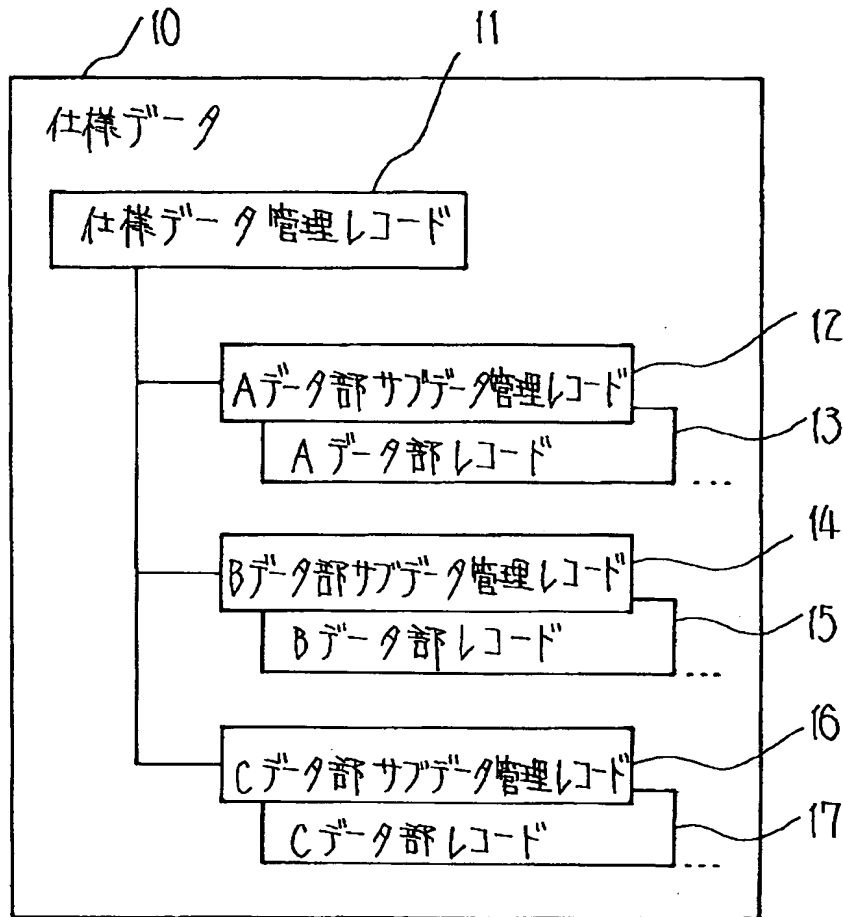 10
11
仕様データ
仕様データ管理レコード
12
Aデータ部サブデータ管理レコード
13
Aデータ部レコード
...
14
Bデータ部サブデータ管理レコード
15
Bデータ部レコード
...
16
Cデータ部サブデータ管理レコード
17
Cデータ部レコード
...